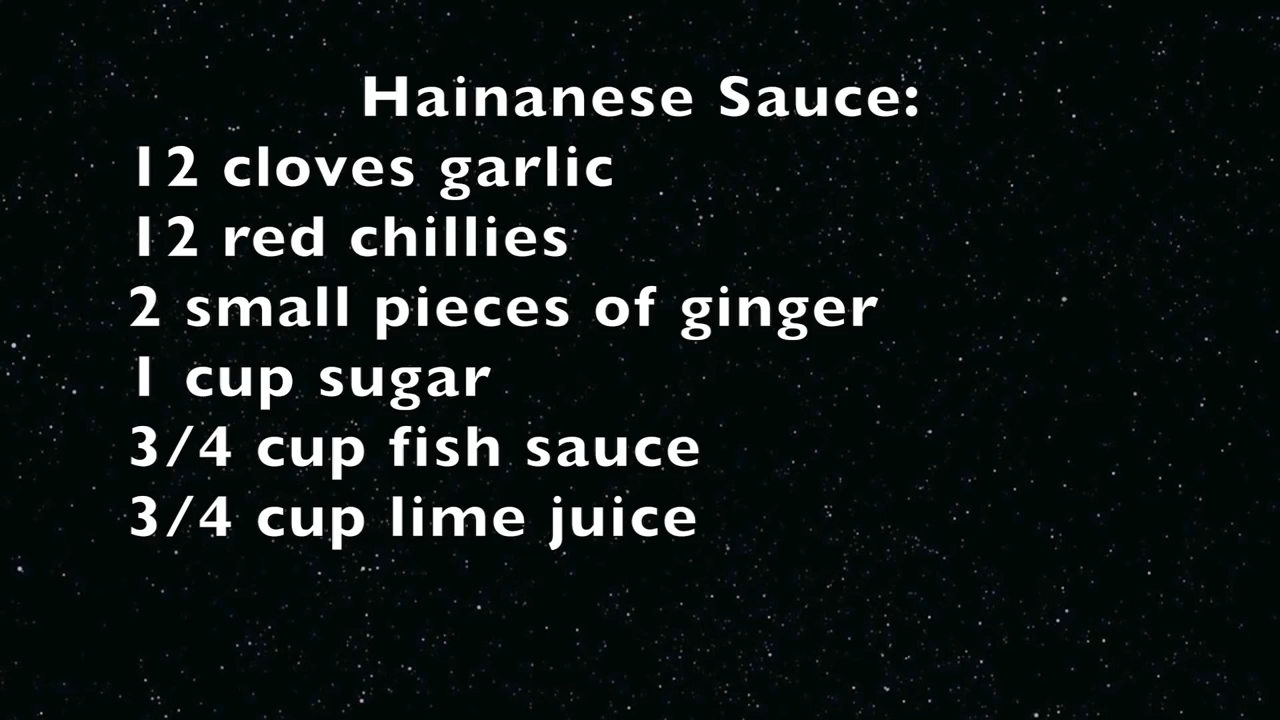 Hainanese Sauce:
12 cloves garlic
12 red chillies
2 small pieces of ginger
1 cup sugar
3/4 cup fish sauce
3/4 cup lime juice